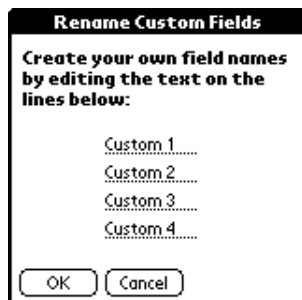 Rename Custom Fields
Create your own field names
by editing the text on the
lines below:
Custom 1
Custom 2
Custom 3
Custom 4
OK Cancel